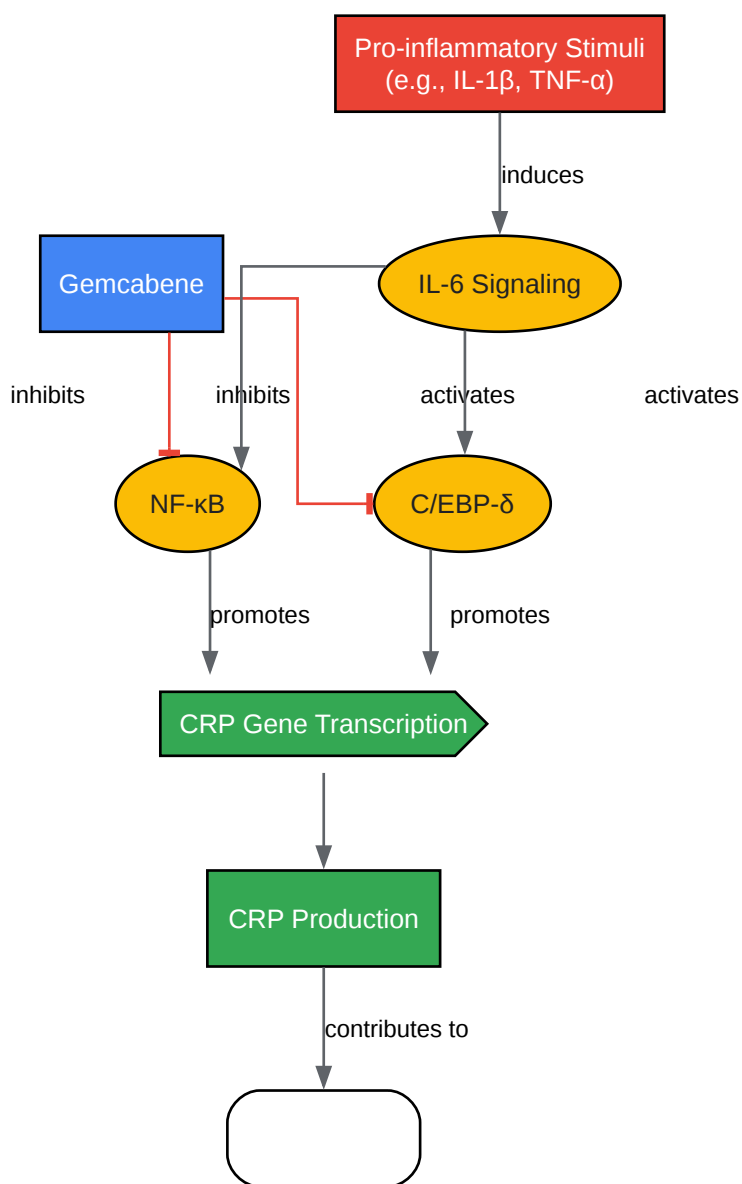 Pro-inflammatory Stimuli
(e.g., IL-1β, TNF-α)
induces
Gemcabene
IL-6 Signaling
inhibits
inhibits
activates
activates
NF-κB
C/EBP-δ
promotes
promotes
CRP Gene Transcription
CRP Production
contributes to